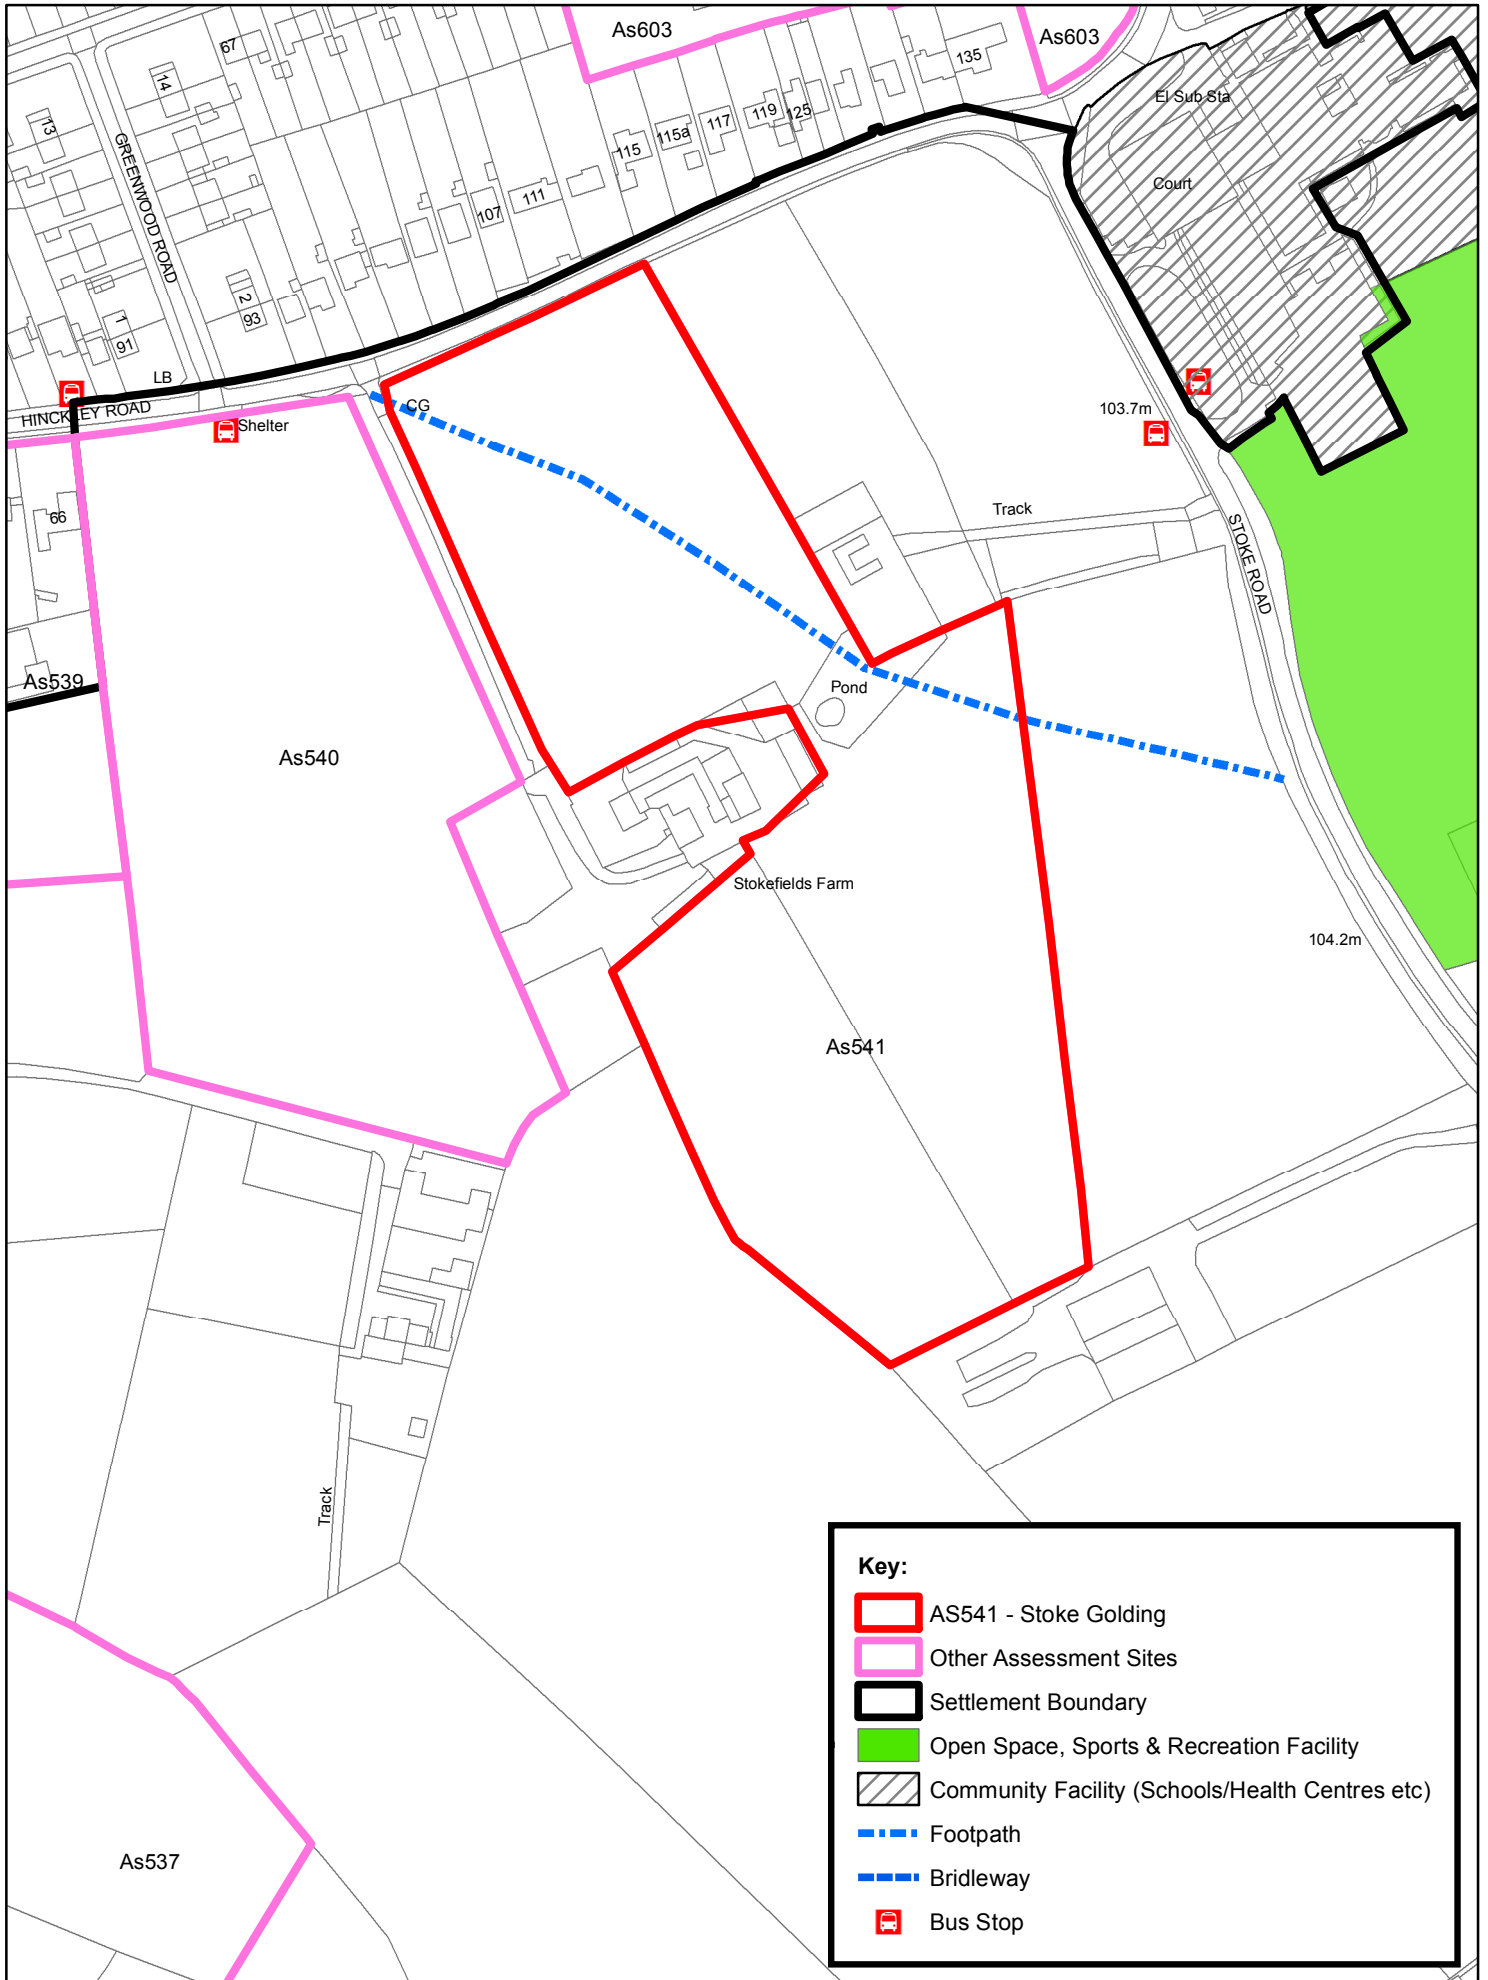 As603
As603
67
14
13
135
El Sub Sta
119
125
117
115a
115
GREENWOOD ROAD
Court
111
107
2
93
1
91
LB
HINCKLEY ROAD
CG
Shelter
103.7m
66
Track
STOKE ROAD
As539
Pond
As540
Stokefields Farm
104.2m
As541
Track
Key:
AS541 - Stoke Golding
Other Assessment Sites
Settlement Boundary
Open Space, Sports & Recreation Facility
Community Facility (Schools/Health Centres etc)
Footpath
Bridleway
Bus Stop
As537